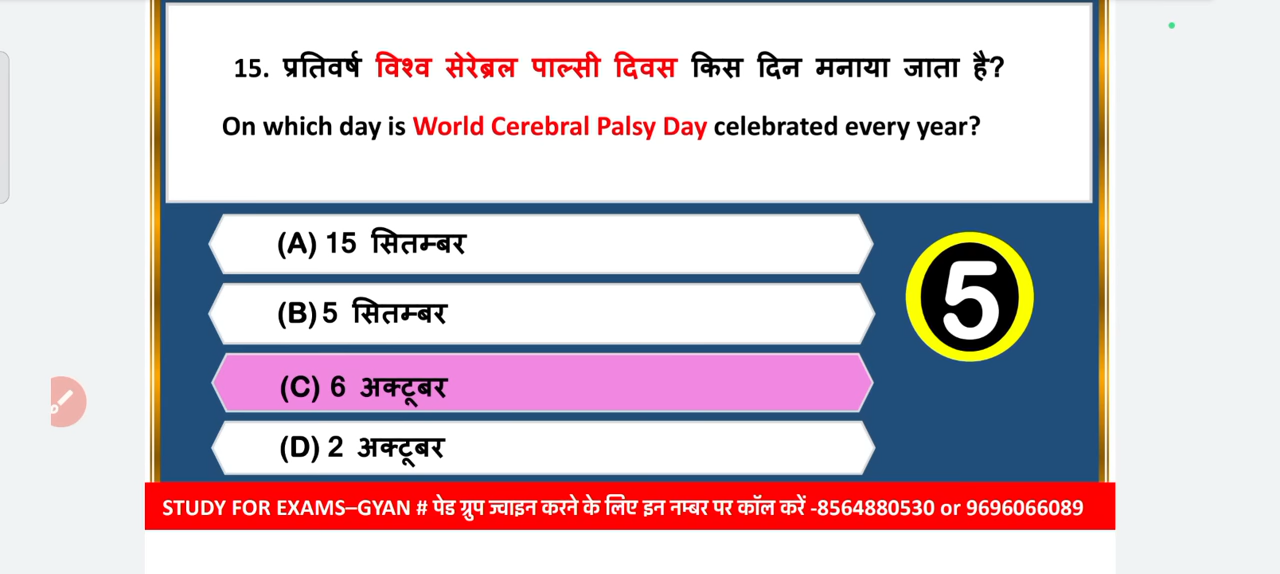 15. प्रतिवर्ष विश्व सेरेब्रल पाल्सी दिवस किस दिन मनाया जाता है?
On which day is World Cerebral Palsy Day celebrated every year?
(A) 15 सितम्बर
(B) 5 सितम्बर
5
(C) 6 अक्टूबर
(D) 2 अक्टूबर
STUDY FOR EXAMS–GYAN # पेड ग्रुप ज्वाइन करने के लिए इन नम्बर पर कॉल करें -8564880530 or 9696066089